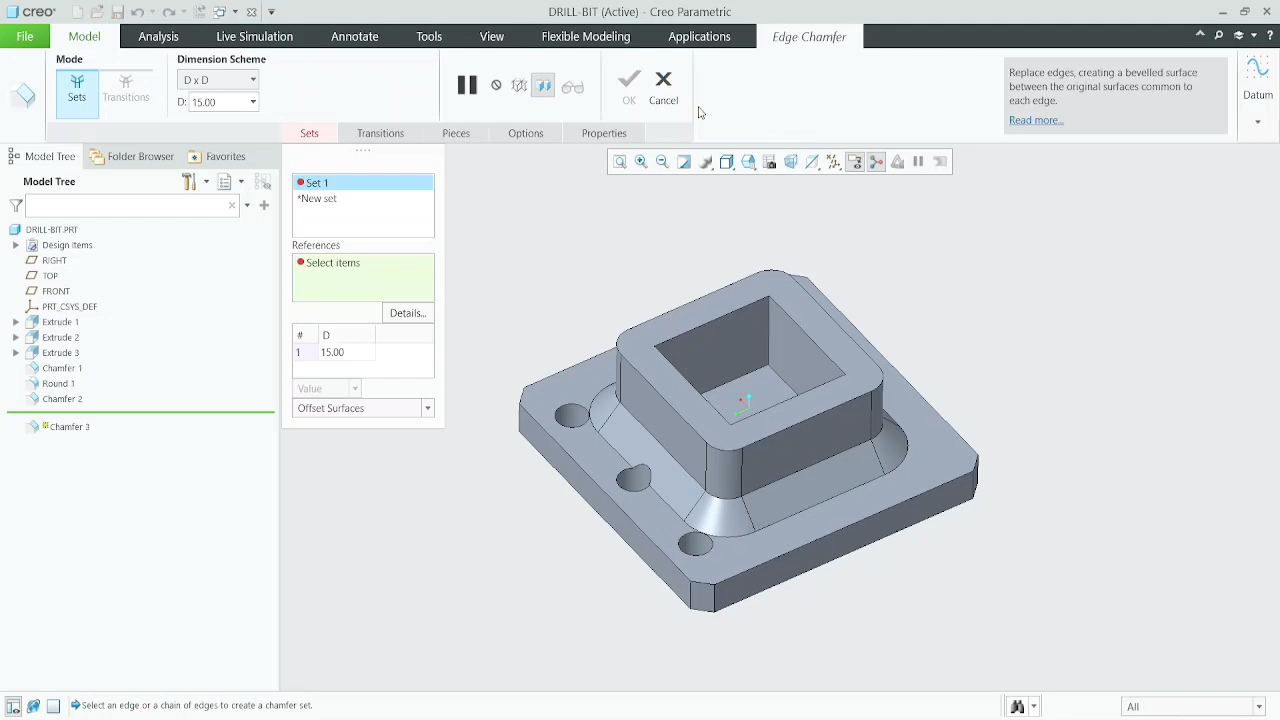 creo®
DRILL-BIT (Active) - Creo Parametric
File
Model
Analysis
Live Simulation
Annotate
Tools
View
Flexible Modeling
Applications
Edge Chamfer
Mode
Sets
Transitions
Dimension Scheme
D x D
D: 15.00
OK
Cancel
Replace edges, creating a bevelled surface
between the original surfaces common to
each edge.
Read more...
Datum
Sets
Transitions
Pieces
Options
Properties
Model Tree
Folder Browser
Favorites
Model Tree
DRILL-BIT.PRT
Design Items
RIGHT
TOP
FRONT
PRT_CSYS_DEF
Extrude 1
Extrude 2
Extrude 3
Chamfer 1
Round 1
Chamfer 2
Chamfer 3
Set 1
*New set
References
Select items
Details...
# D
1 15.00
Value
Offset Surfaces
Select an edge or a chain of edges to create a chamfer set.
All